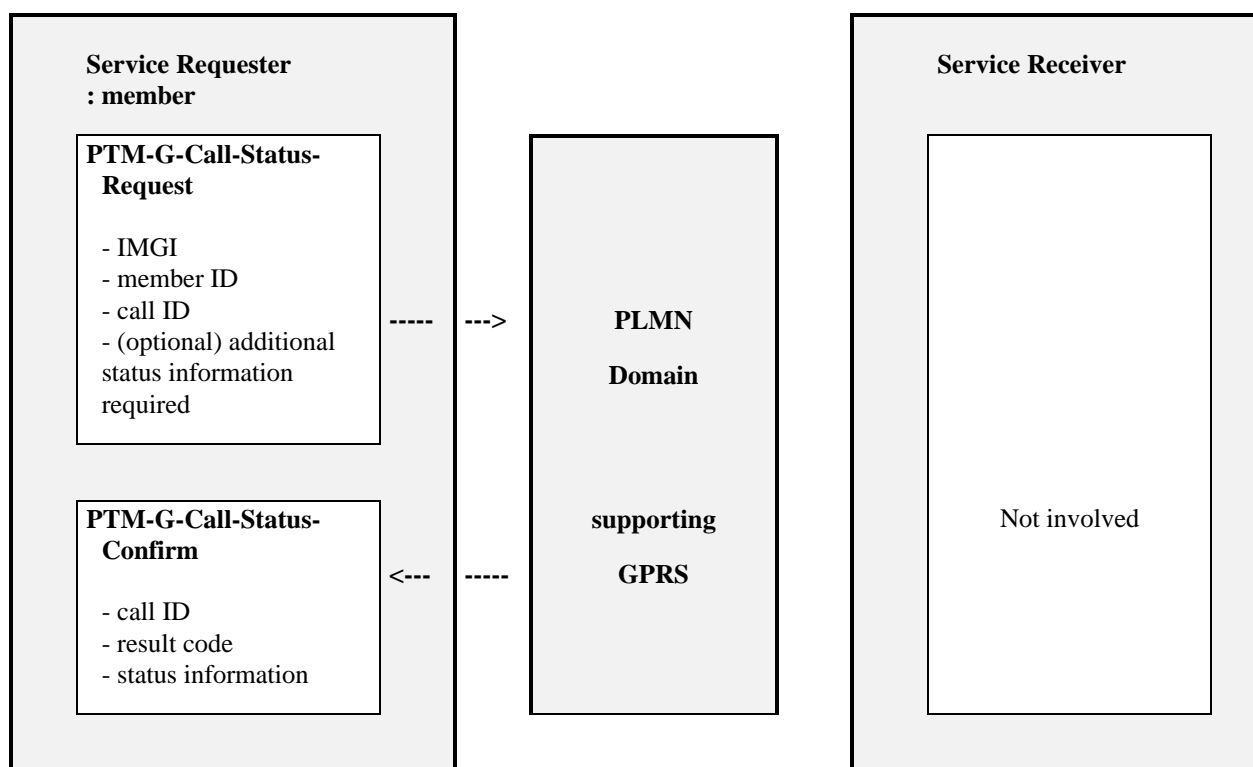 Service Requester
: member
PTM-G-Call-Status-
Request
- IMGI
- member ID
- call ID
- (optional) additional
status information
required
----- --->
PTM-G-Call-Status-
Confirm
- call ID
- result code
- status information
<--- -----
PLMN
Domain
supporting
GPRS
Service Receiver
Not involved